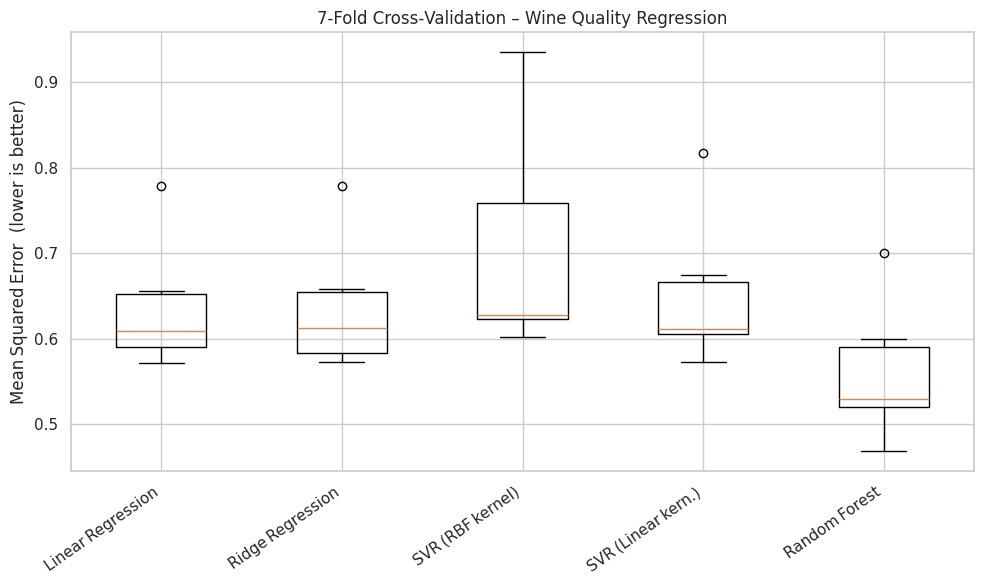 7-Fold Cross-Validation – Wine Quality Regression
Mean Squared Error  (lower is better)
0.9
0.8
0.7
0.6
0.5
Linear Regression
Ridge Regression
SVR (RBF kernel)
SVR (Linear kern.)
Random Forest